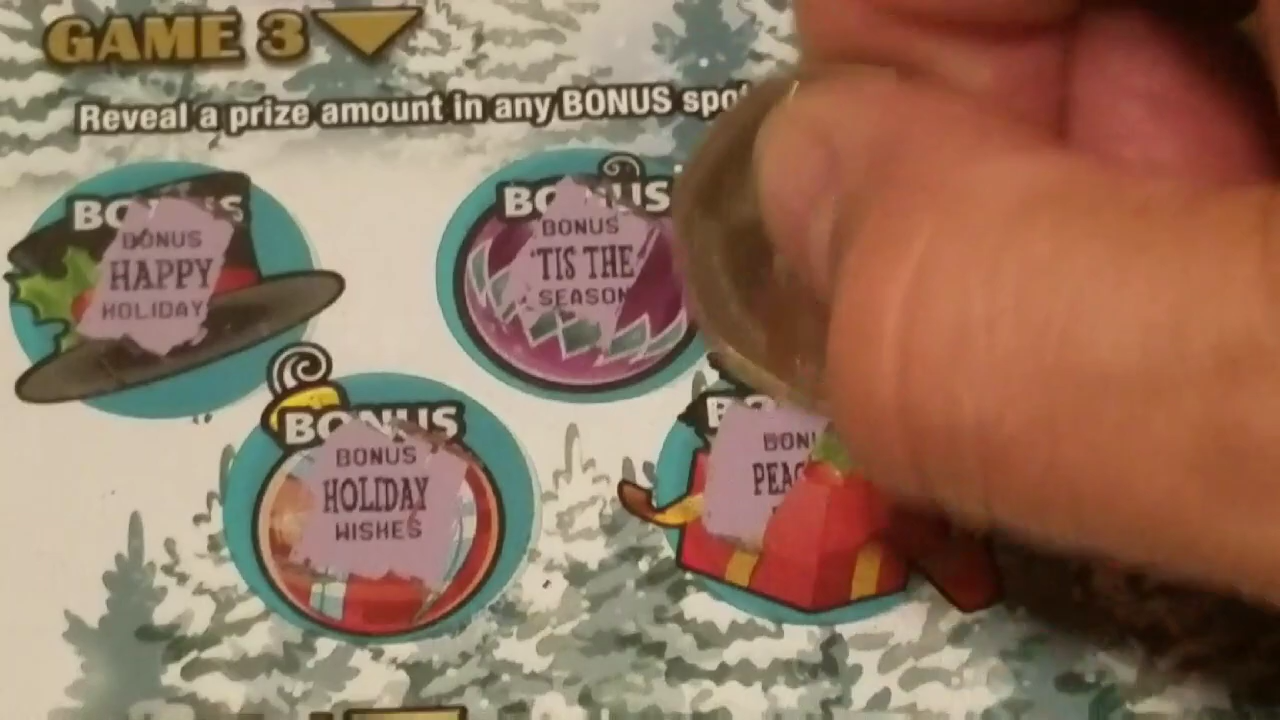 GAME 3
Reveal a prize amount in any BONUS spot
BONUS
BONUS
HAPPY
HOLIDAY
BONUS
BONUS
'TIS THE
SEASON
BONUS
BONUS
HOLIDAY
WISHES